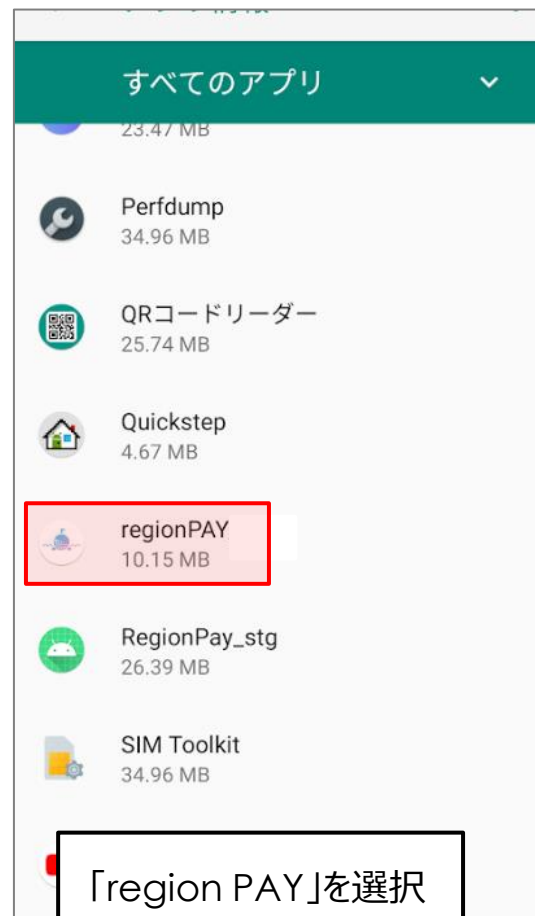 すべてのアプリ
23.47 MB
Perfdump
34.96 MB
QRコードリーダー
25.74 MB
Quickstep
4.67 MB
regionPAY
10.15 MB
RegionPay_stg
26.39 MB
SIM Toolkit
34.96 MB
「region PAY」を選択